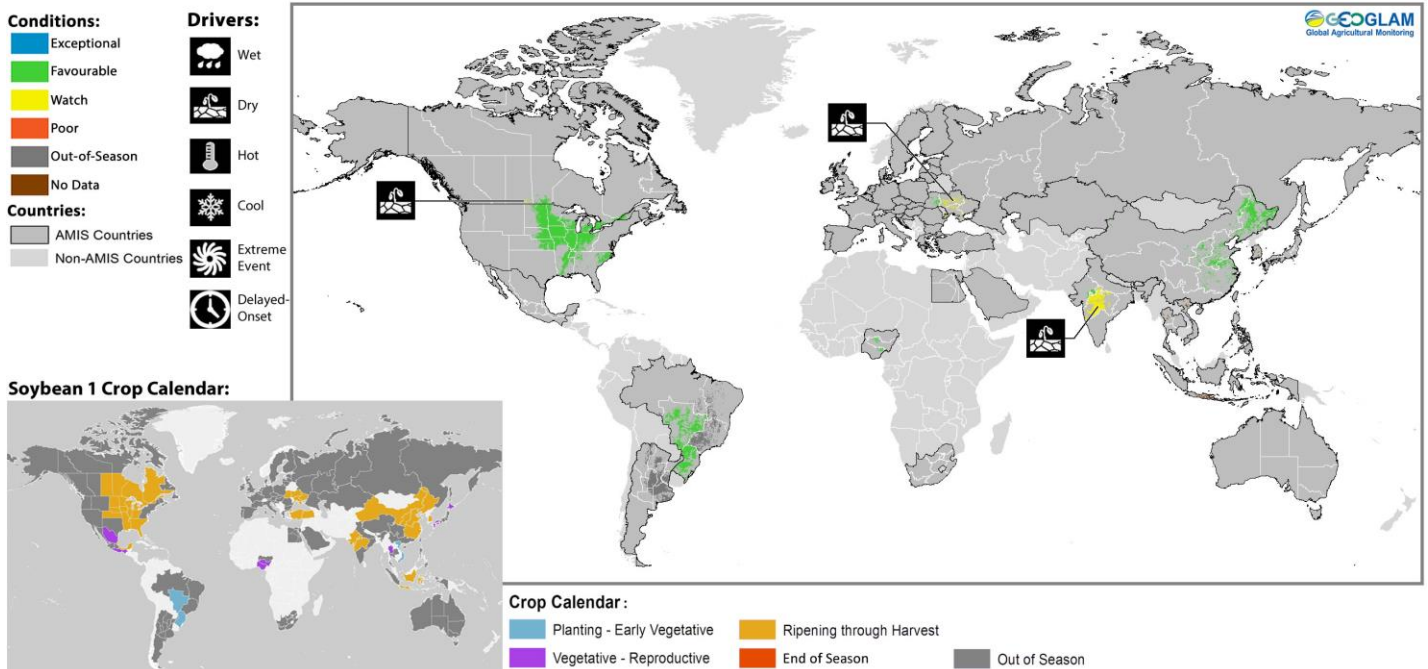 Conditions:
Exceptional
Favourable
Watch
Poor
Out-of-Season
No Data
Countries:
AMIS Countries
Non-AMIS Countries
Drivers:
Wet
Dry
Hot
Cool
Extreme
Event
Delayed-
Onset
GEOGLAM
Global Agricultural Monitoring
Soybean 1 Crop Calendar:
Crop Calendar :
Planting - Early Vegetative
Ripening through Harvest
Vegetative - Reproductive
End of Season
Out of Season